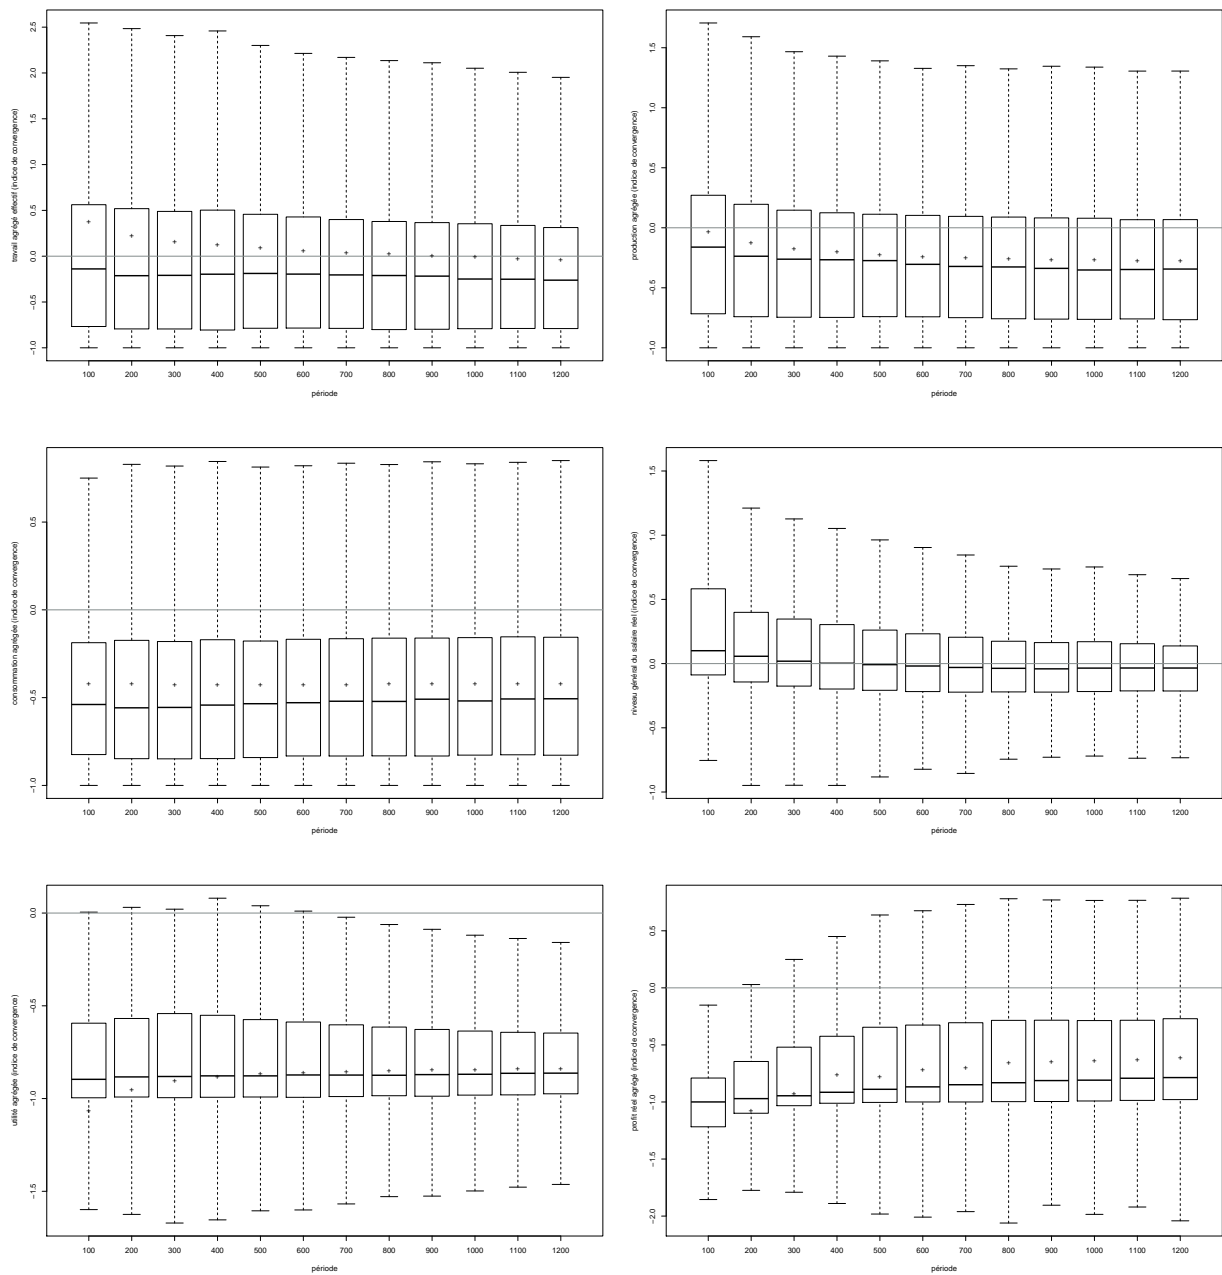 travail agrégé effectif (indice de convergence)
2.5
2.0
1.5
1.0
0.5
0.0
−0.5
−1.0
100 200 300 400 500 600 700 800 900 1000 1100 1200
période
production agrégée (indice de convergence)
1.5
1.0
0.5
0.0
−0.5
−1.0
100 200 300 400 500 600 700 800 900 1000 1100 1200
période
consommation agrégée (indice de convergence)
0.5
0.0
−0.5
−1.0
100 200 300 400 500 600 700 800 900 1000 1100 1200
période
niveau général du salaire réel (indice de convergence)
1.5
1.0
0.5
0.0
−0.5
−1.0
100 200 300 400 500 600 700 800 900 1000 1100 1200
période
utilité agrégée (indice de convergence)
0.0
−0.5
−1.0
−1.5
100 200 300 400 500 600 700 800 900 1000 1100 1200
période
profit réel agrégé (indice de convergence)
0.5
0.0
−0.5
−1.0
−1.5
−2.0
100 200 300 400 500 600 700 800 900 1000 1100 1200
période